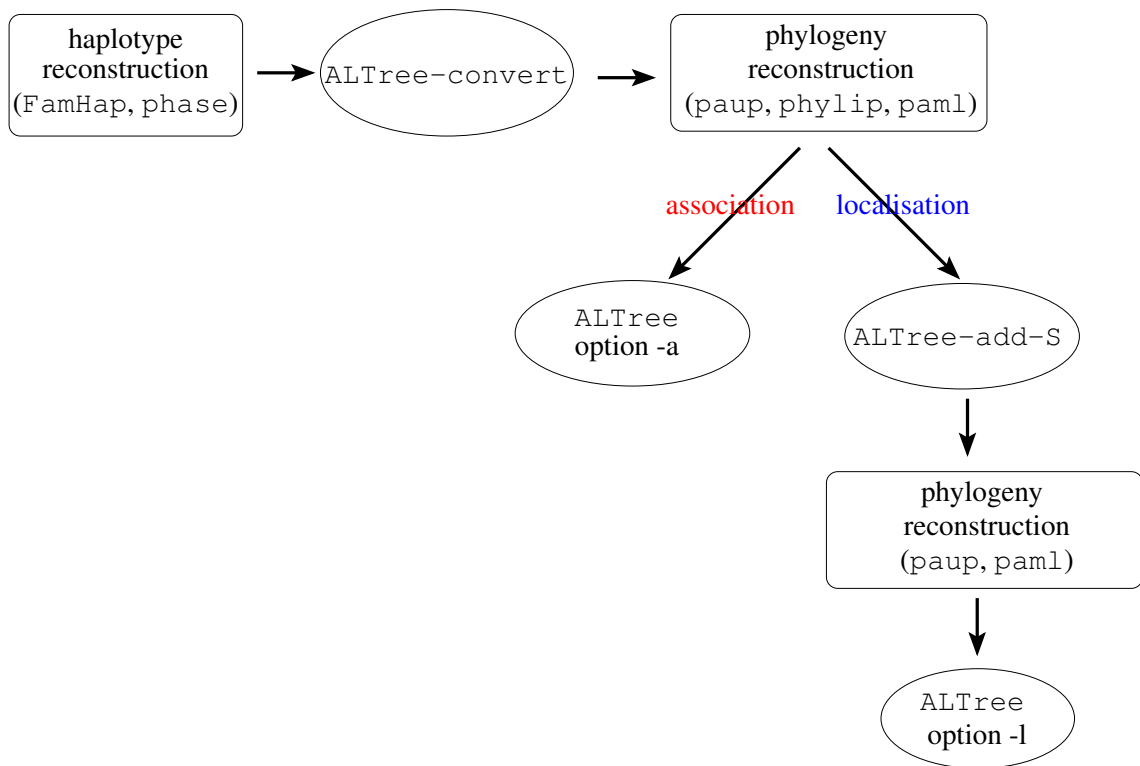 haplotype
reconstruction
(FamHap, phase)
ALTree-convert
phylogeny
reconstruction
(paup, phylip, paml)
association
localisation
ALTree
option -a
ALTree-add-S
phylogeny
reconstruction
(paup, paml)
ALTree
option -l